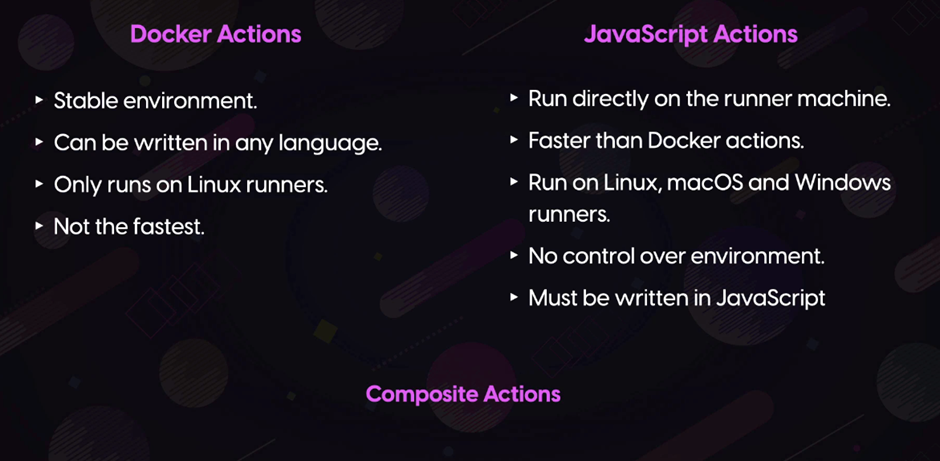 Docker Actions
Stable environment.
Can be written in any language.
Only runs on Linux runners.
Not the fastest.
JavaScript Actions
Run directly on the runner machine.
Faster than Docker actions.
Run on Linux, macOS and Windows
runners.
No control over environment.
Must be written in JavaScript
Composite Actions